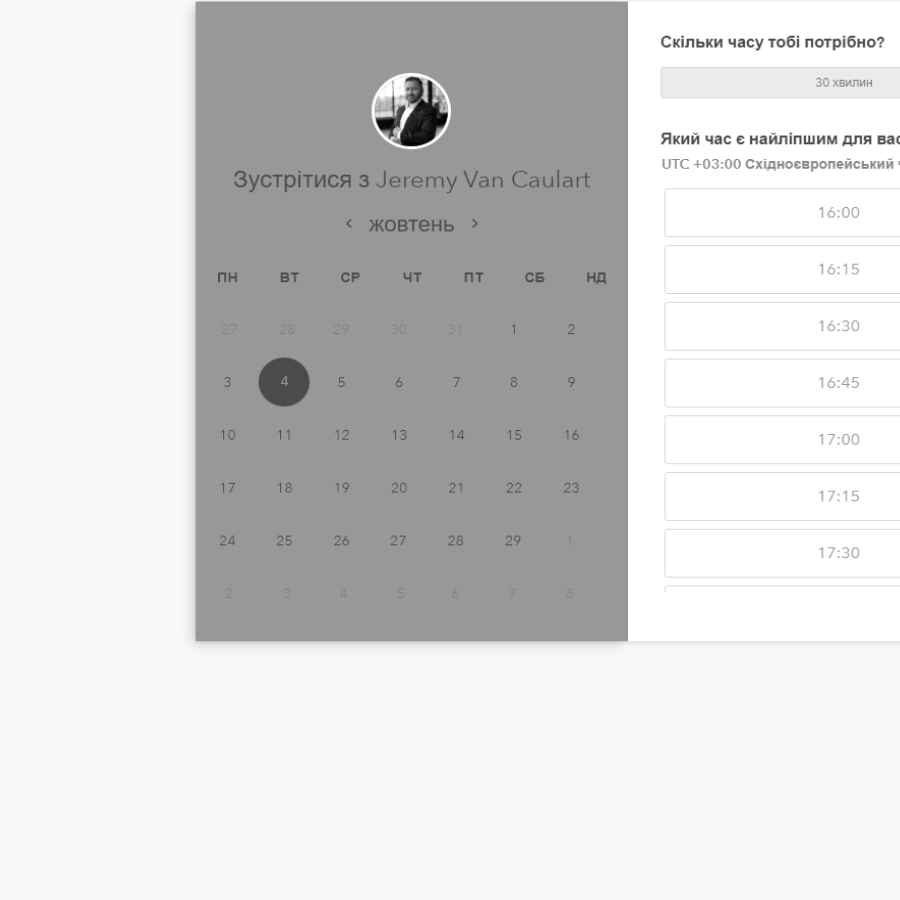 Зустрітися з Jeremy Van Caulart
жовтень
ПН ВТ СР ЧТ ПТ СБ НД
27 28 29 30 31 1 2
3 4 5 6 7 8 9
10 11 12 13 14 15 16
17 18 19 20 21 22 23
24 25 26 27 28 29 1
2 3 4 5 6 7 8
Скільки часу тобі потрібно?
30 хвилин
Який час є найліпшим для вас
UTC +03:00 Східноєвропейський
16:00
16:15
16:30
16:45
17:00
17:15
17:30